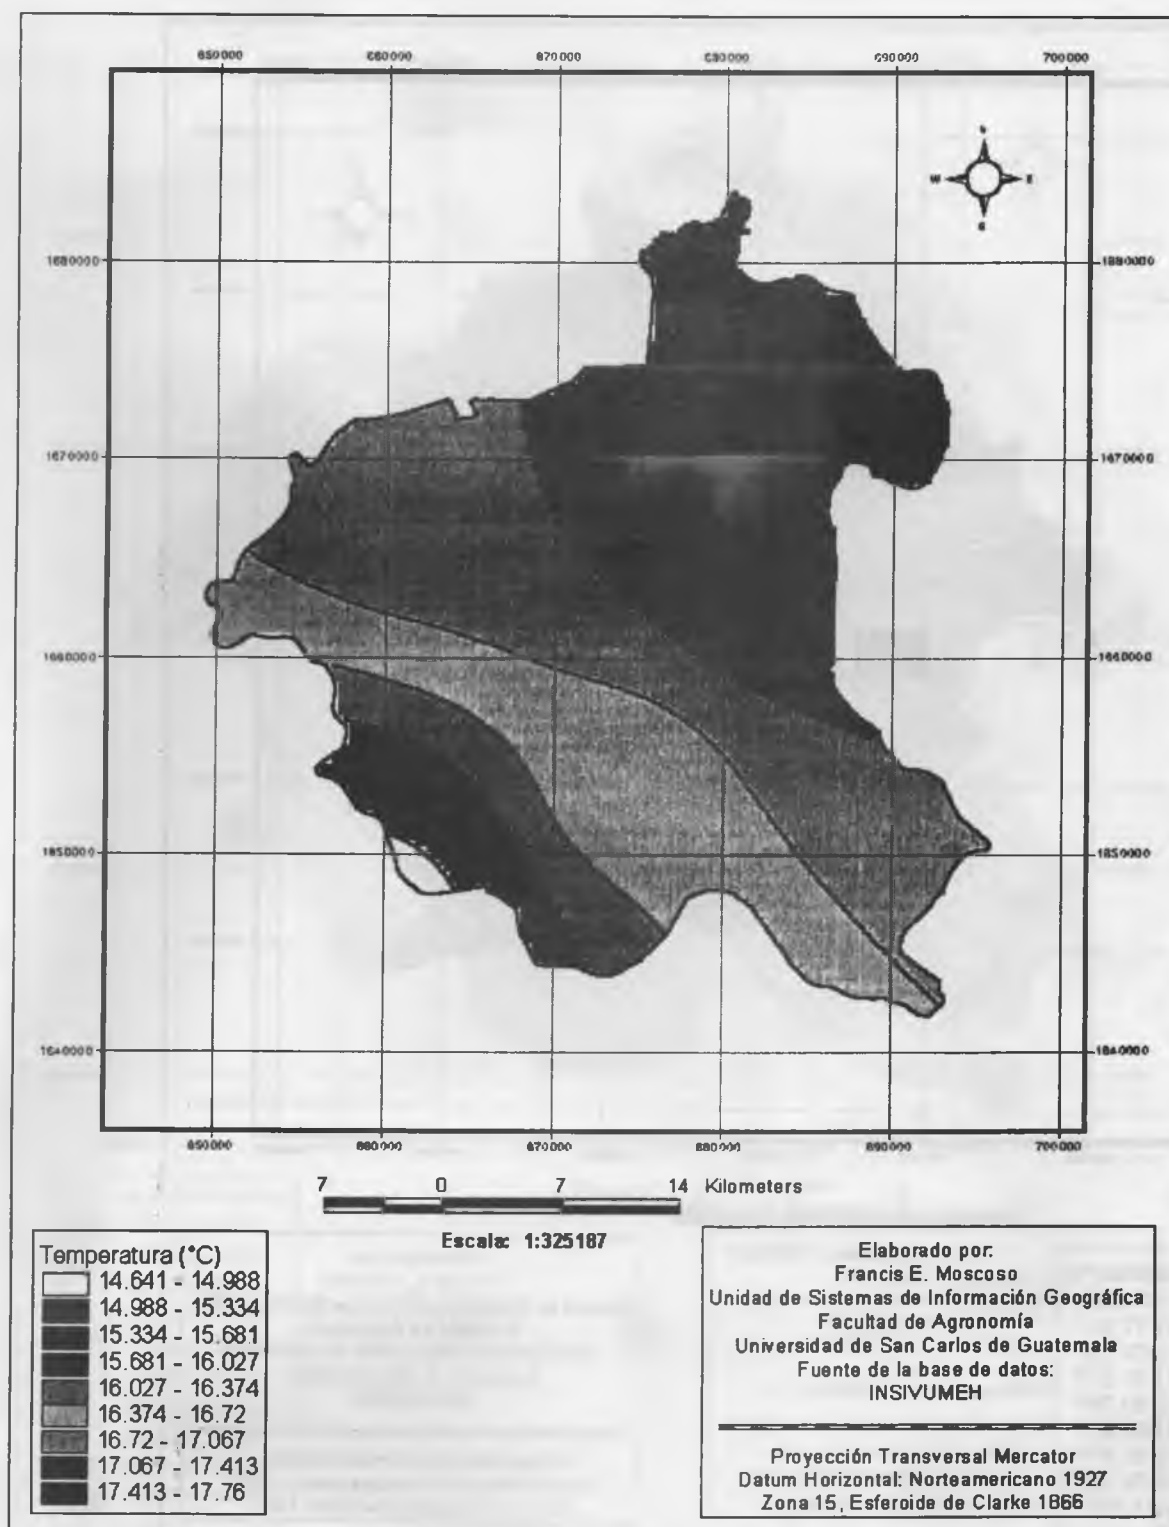 650000 660000 670000 680000 690000 700000
N
W E
S
1680000 1680000
1670000 1670000
1660000 1660000
1650000 1650000
1640000 1640000
650000 660000 670000 680000 690000 700000
7 0 7 14 Kilometers
Escala: 1:325187
Temperatura (°C)
14.641 - 14.988
14.988 - 15.334
15.334 - 15.681
15.681 - 16.027
16.027 - 16.374
16.374 - 16.72
16.72 - 17.067
17.067 - 17.413
17.413 - 17.76
Elaborado por:
Francis E. Moscoso
Unidad de Sistemas de Información Geográfica
Facultad de Agronomía
Universidad de San Carlos de Guatemala
Fuente de la base de datos:
INSIVUMEH
Proyección Transversal Mercator
Datum Horizontal: Norteamericano 1927
Zona 15, Esferoide de Clarke 1866